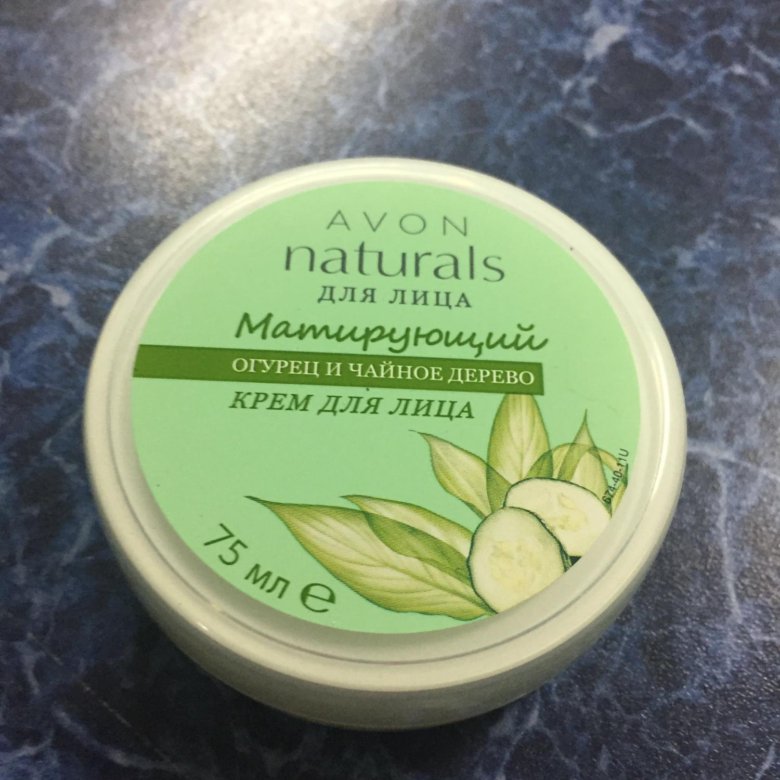 AVON
naturals
ДЛЯ ЛИЦА
Матирующий
ОГУРЕЦ И ЧАЙНОЕ ДЕРЕВО
КРЕМ ДЛЯ ЛИЦА
75 мл ℮